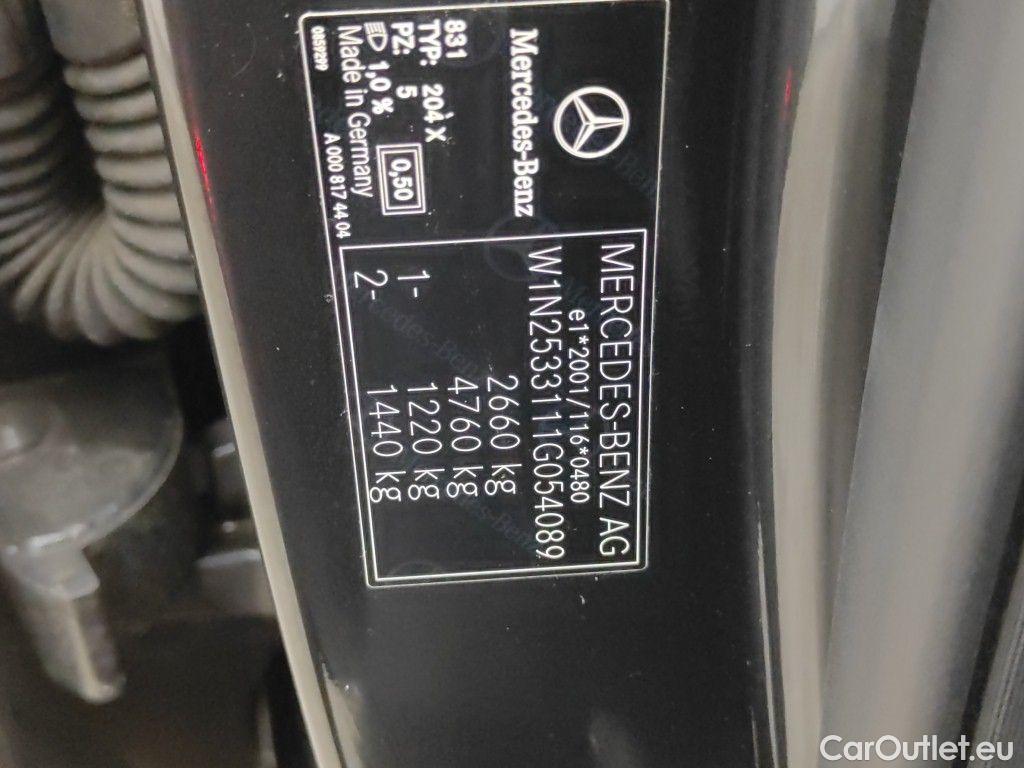 Mercedes-Benz
831
TYP: 204 X
PZ: 5
0,50
1,0 %
Made in Germany
0859209
A 000 817 44 04
MERCEDES-BENZ AG
e1*2001/116*0480
W1N2533111G054089
2660 kg
4760 kg
1- 1220 kg
2- 1440 kg
CarOutlet.eu